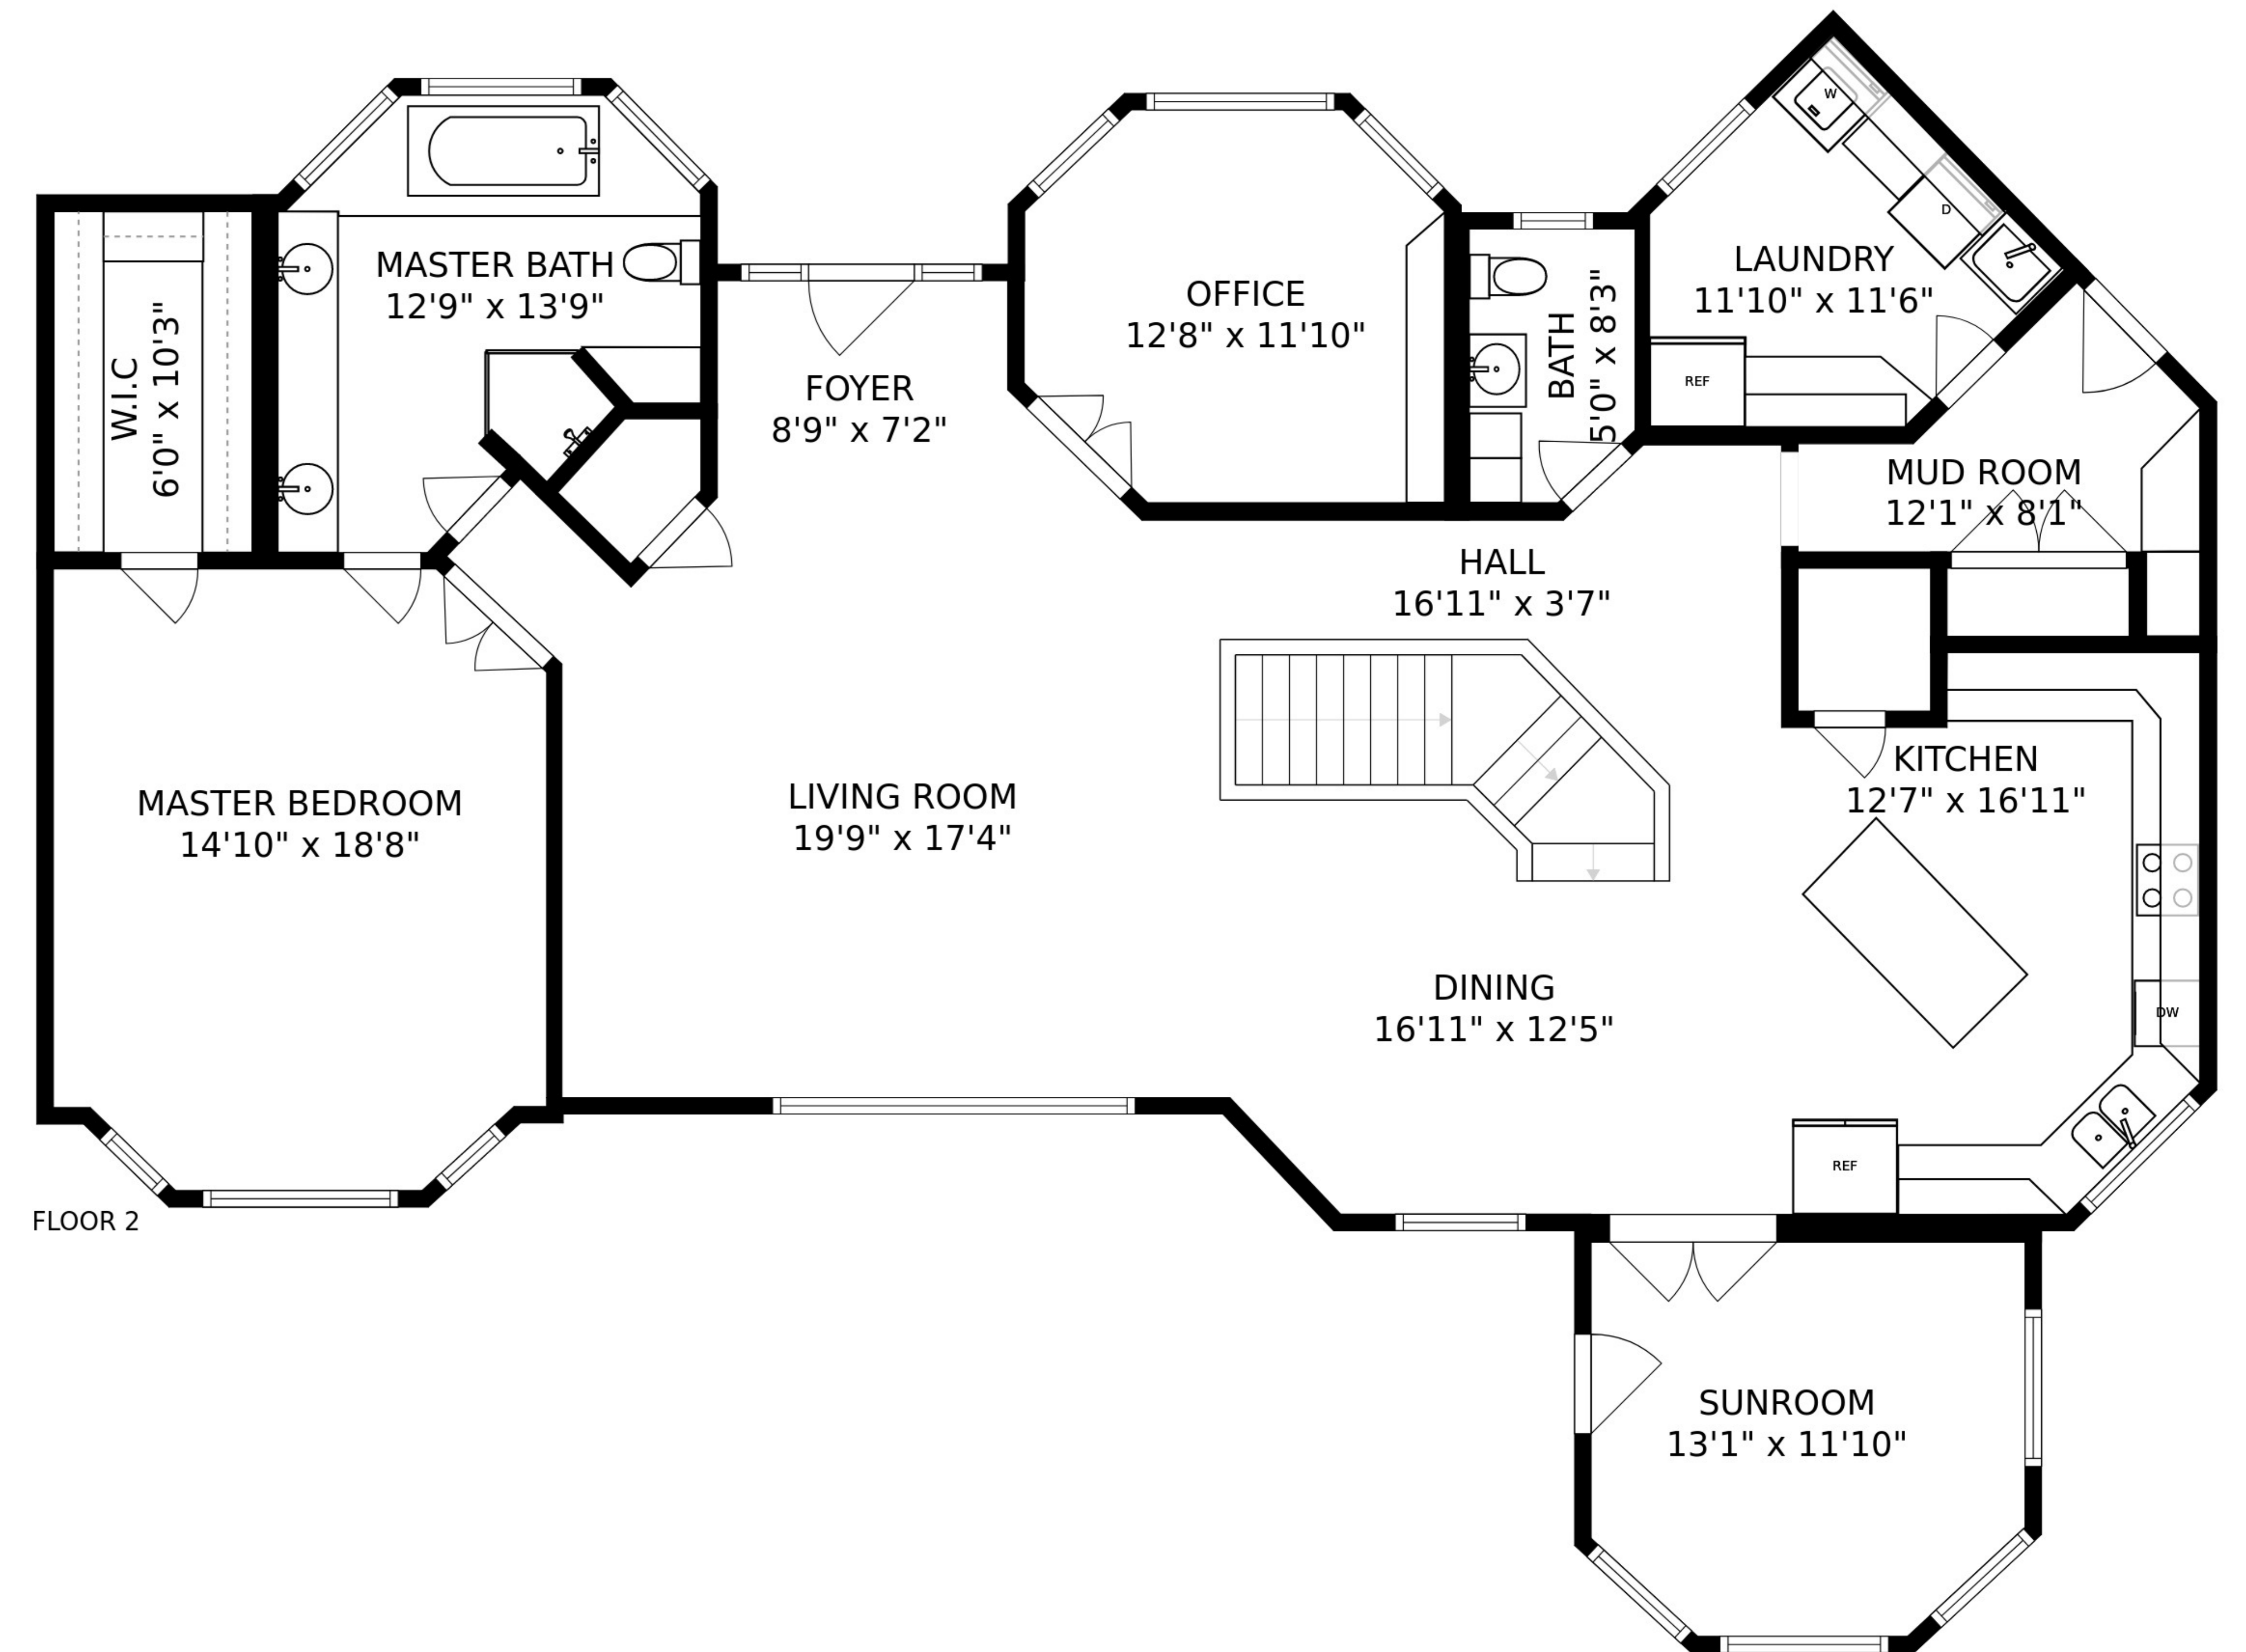 W
D
LAUNDRY
11'10" x 11'6"
MASTER BATH
12'9" x 13'9"
OFFICE
12'8" x 11'10"
BATH
5'0" x 8'3"
W.I.C
6'0" x 10'3"
FOYER
8'9" x 7'2"
REF
MUD ROOM
12'1" x 8'1"
HALL
16'11" x 3'7"
KITCHEN
12'7" x 16'11"
MASTER BEDROOM
14'10" x 18'8"
LIVING ROOM
19'9" x 17'4"
DINING
16'11" x 12'5"
DW
REF
FLOOR 2
SUNROOM
13'1" x 11'10"